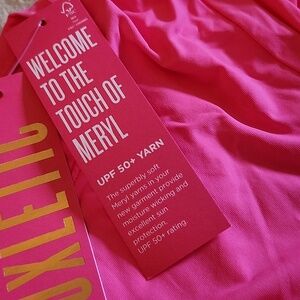 WELCOME
TO THE
TOUCH OF
MERYL
UPF 50+ YARN
The superbly soft
Meryl yarns in your
new garment provide
moisture wicking and
excellent sun
protection.
UPF 50+ rating.
OXLETIC